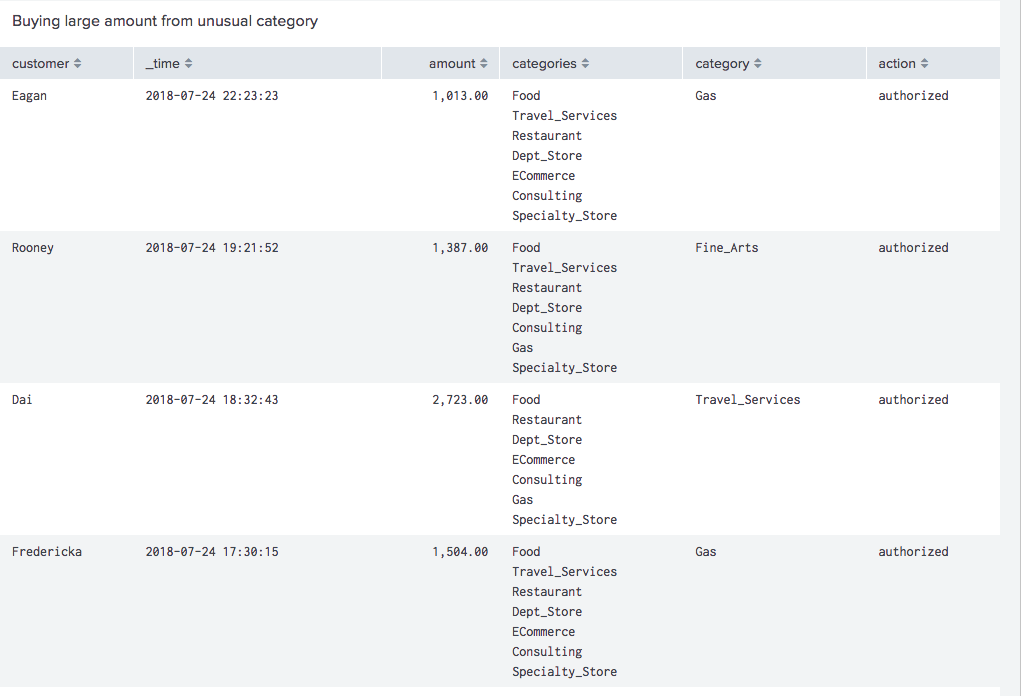 Buying large amount from unusual category
customer _time amount categories category action
Eagan 2018-07-24 22:23:23 1,013.00 Food Gas authorized
Travel_Services
Restaurant
Dept_Store
ECommerce
Consulting
Specialty_Store
Rooney 2018-07-24 19:21:52 1,387.00 Food Fine_Arts authorized
Travel_Services
Restaurant
Dept_Store
Consulting
Gas
Specialty_Store
Dai 2018-07-24 18:32:43 2,723.00 Food Travel_Services authorized
Restaurant
Dept_Store
ECommerce
Consulting
Gas
Specialty_Store
Fredericka 2018-07-24 17:30:15 1,504.00 Food Gas authorized
Travel_Services
Restaurant
Dept_Store
ECommerce
Consulting
Specialty_Store